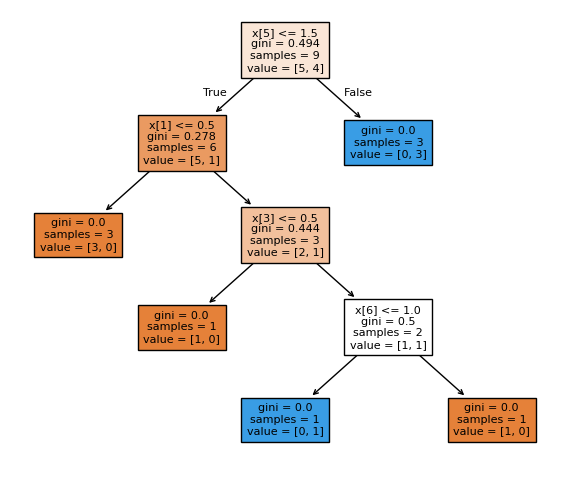 x[5] <= 1.5
gini = 0.494
samples = 9
value = [5, 4]
True
False
x[1] <= 0.5
gini = 0.278
samples = 6
value = [5, 1]
gini = 0.0
samples = 3
value = [0, 3]
gini = 0.0
samples = 3
value = [3, 0]
x[3] <= 0.5
gini = 0.444
samples = 3
value = [2, 1]
gini = 0.0
samples = 1
value = [1, 0]
x[6] <= 1.0
gini = 0.5
samples = 2
value = [1, 1]
gini = 0.0
samples = 1
value = [0, 1]
gini = 0.0
samples = 1
value = [1, 0]